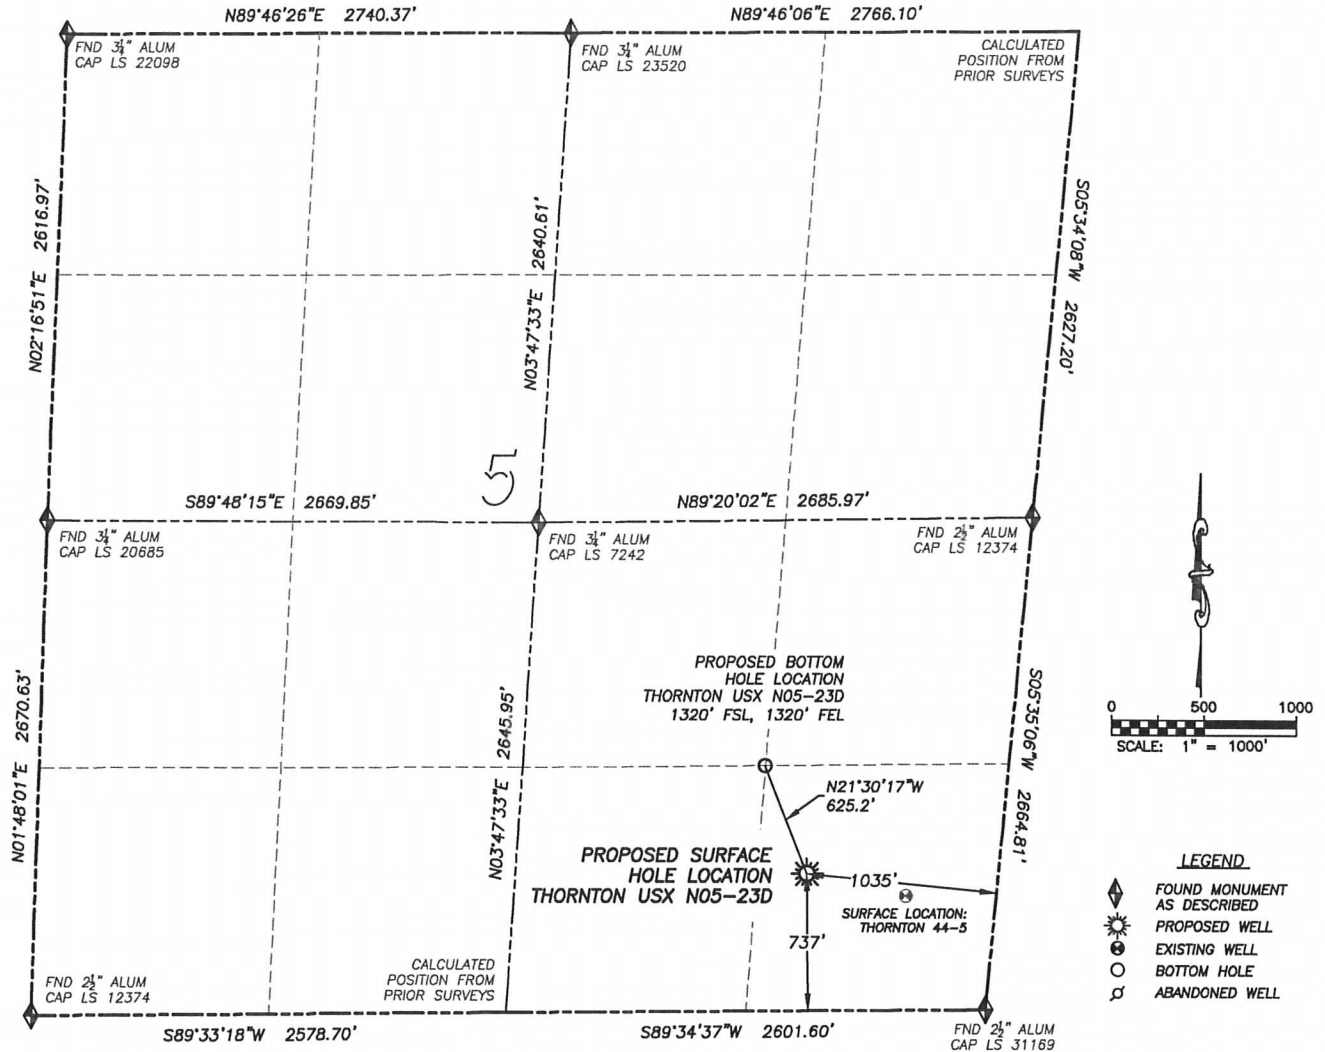 N89°46'26"E 2740.37'
N89°46'06"E 2766.10'
FND 3¼" ALUM
CAP LS 22098
FND 3¼" ALUM
CAP LS 23520
CALCULATED
POSITION FROM
PRIOR SURVEYS
N02°16'51"E 2616.97'
N03°47'33"E 2640.61'
S05°34'08"W 2627.20'
5
S89°48'15"E 2669.85'
N89°20'02"E 2685.97'
FND 3¼" ALUM
CAP LS 20685
FND 3¼" ALUM
CAP LS 7242
FND 2½" ALUM
CAP LS 12374
N01°48'01"E 2670.63'
N03°47'33"E 2645.95'
S05°35'06"W 2664.81'
PROPOSED BOTTOM
HOLE LOCATION
THORNTON USX N05-23D
1320' FSL, 1320' FEL
N21°30'17"W
625.2'
PROPOSED SURFACE
HOLE LOCATION
THORNTON USX N05-23D
1035'
SURFACE LOCATION:
THORNTON 44-5
737'
FND 2½" ALUM
CAP LS 12374
CALCULATED
POSITION FROM
PRIOR SURVEYS
S89°33'18"W 2578.70'
S89°34'37"W 2601.60'
FND 2½" ALUM
CAP LS 31169
0 500 1000
SCALE: 1" = 1000'
LEGEND
FOUND MONUMENT
AS DESCRIBED
PROPOSED WELL
EXISTING WELL
BOTTOM HOLE
ABANDONED WELL